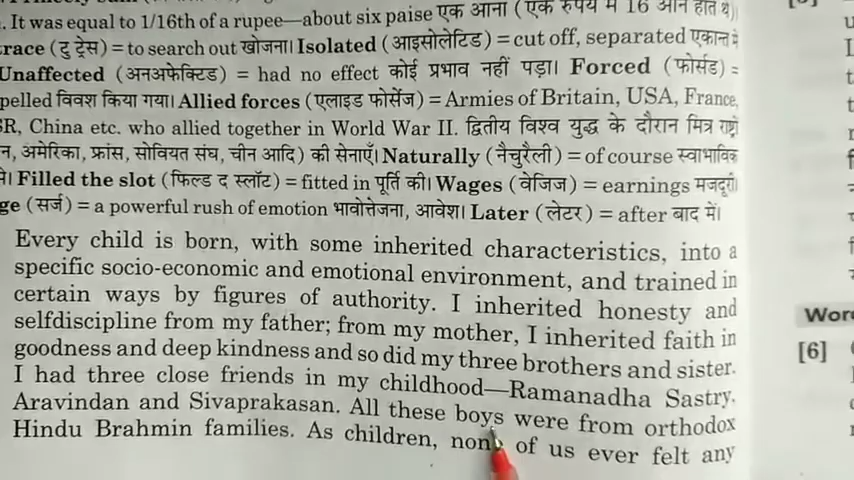 . It was equal to 1/16th of a rupee—about six paise एक आना (एक रुपये में 16 आने होते थे)
race (टु ट्रेस) = to search out खोजना। Isolated (आइसोलेटिड) = cut off, separated एकान्त में
Unaffected (अनअफेक्टिड) = had no effect कोई प्रभाव नहीं पड़ा। Forced (फोर्सड) =
pelled विवश किया गया। Allied forces (एलाइड फोर्सेज) = Armies of Britain, USA, France,
SR, China etc. who allied together in World War II. द्वितीय विश्व युद्ध के दौरान मित्र राष्ट्रों
न, अमेरिका, फ्रांस, सोवियत संघ, चीन आदि) की सेनाएँ। Naturally (नैचुरैली) = of course स्वाभाविक
से। Filled the slot (फिल्ड द स्लॉट) = fitted in पूर्ति की। Wages (वेजिज) = earnings मजदूरी।
ge (सर्ज) = a powerful rush of emotion भावोत्तेजना, आवेश। Later (लेटर) = after बाद में।
Every child is born, with some inherited characteristics, into a
specific socio-economic and emotional environment, and trained in
certain ways by figures of authority. I inherited honesty and
selfdiscipline from my father; from my mother, I inherited faith in
goodness and deep kindness and so did my three brothers and sister.
I had three close friends in my childhood—Ramanadha Sastry,
Aravindan and Sivaprakasan. All these boys were from orthodox
Hindu Brahmin families. As children, none of us ever felt any
Word
[6]